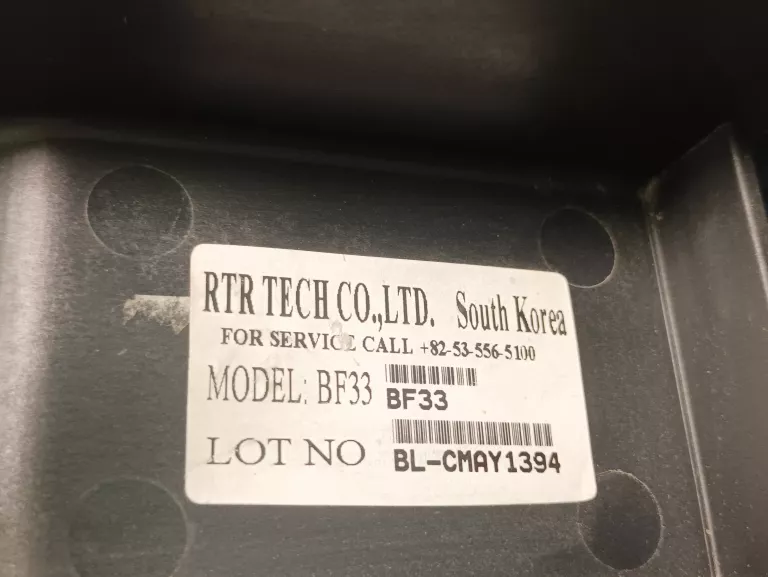 RTR TECH CO.,LTD. South Korea
FOR SERVICE CALL +82-53-556-5100
MODEL: BF33 BF33
LOT NO BL-CMAY1394